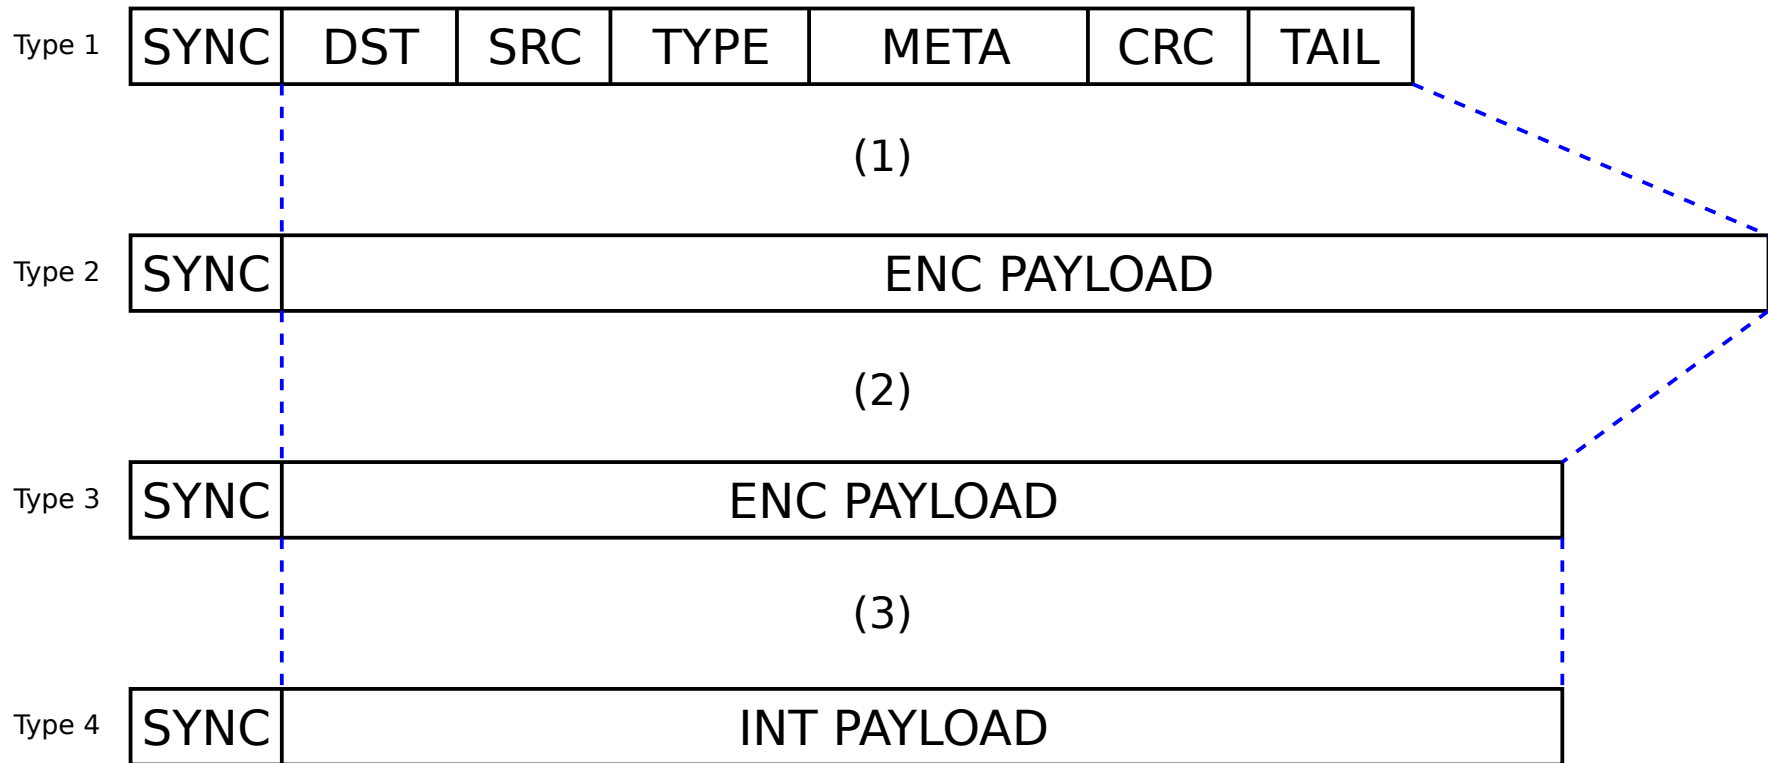 Type 1 SYNC DST SRC TYPE META CRC TAIL
(1)
Type 2 SYNC ENC PAYLOAD
(2)
Type 3 SYNC ENC PAYLOAD
(3)
Type 4 SYNC INT PAYLOAD